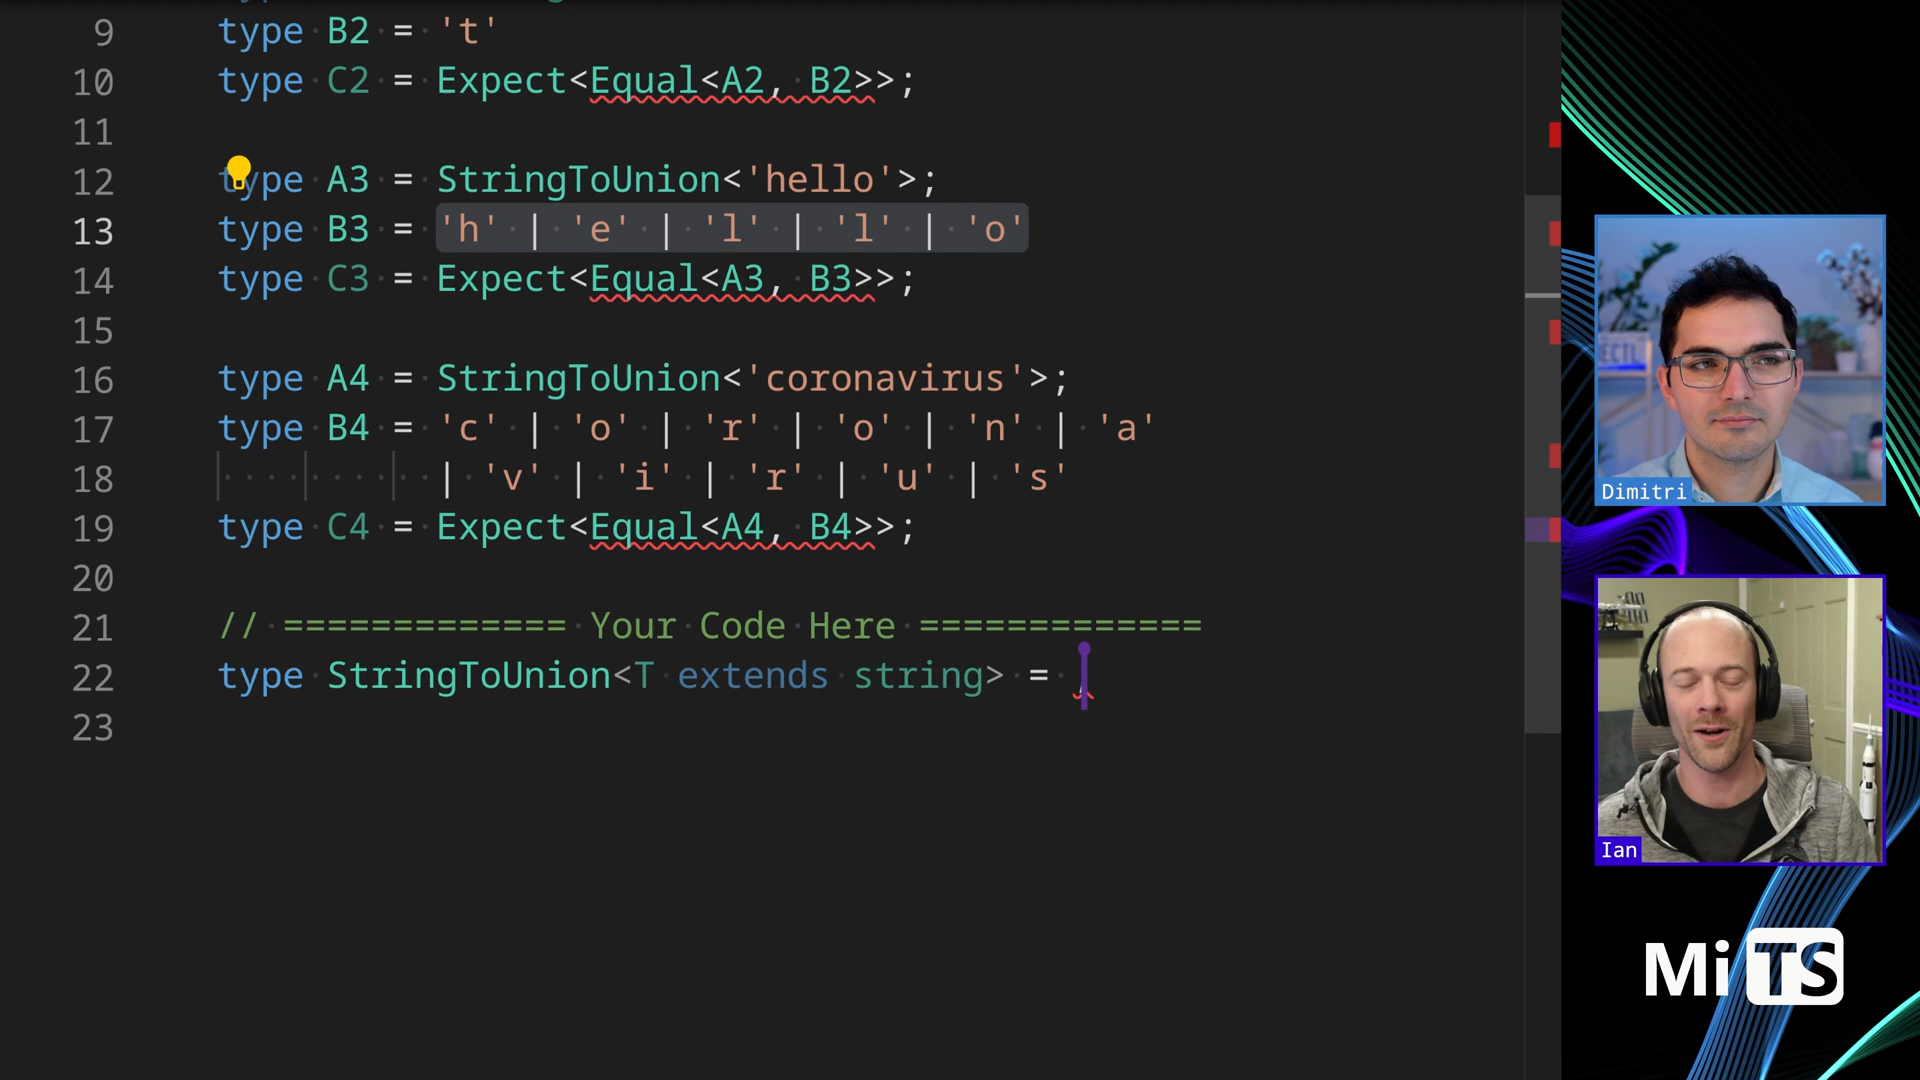 9 type B2 = 't'
10 type C2 = Expect<Equal<A2, B2>>;
11
12 type A3 = StringToUnion<'hello'>;
13 type B3 = 'h' | 'e' | 'l' | 'l' | 'o'
14 type C3 = Expect<Equal<A3, B3>>;
15
16 type A4 = StringToUnion<'coronavirus'>;
17 type B4 = 'c' | 'o' | 'r' | 'o' | 'n' | 'a'
18 | 'v' | 'i' | 'r' | 'u' | 's'
19 type C4 = Expect<Equal<A4, B4>>;
20
21 // ============= Your Code Here =============
22 type StringToUnion<T extends string> = ;
23
Dimitri
Ian
MiTS